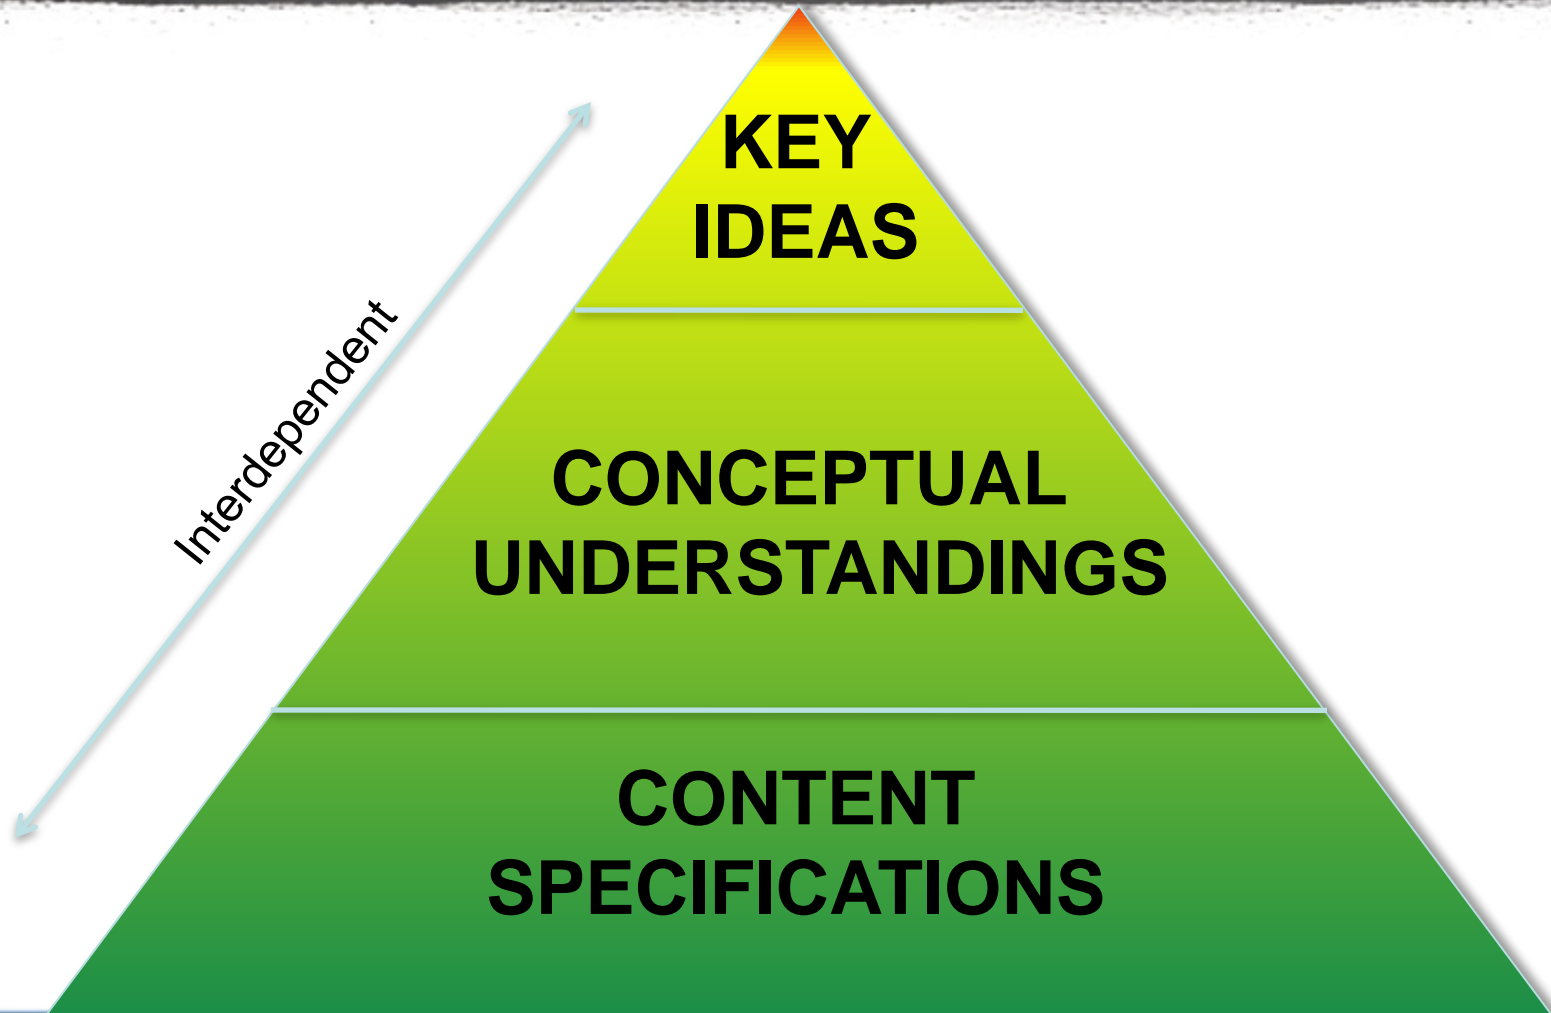 KEY
IDEAS
Interdependent
CONCEPTUAL
UNDERSTANDINGS
CONTENT
SPECIFICATIONS